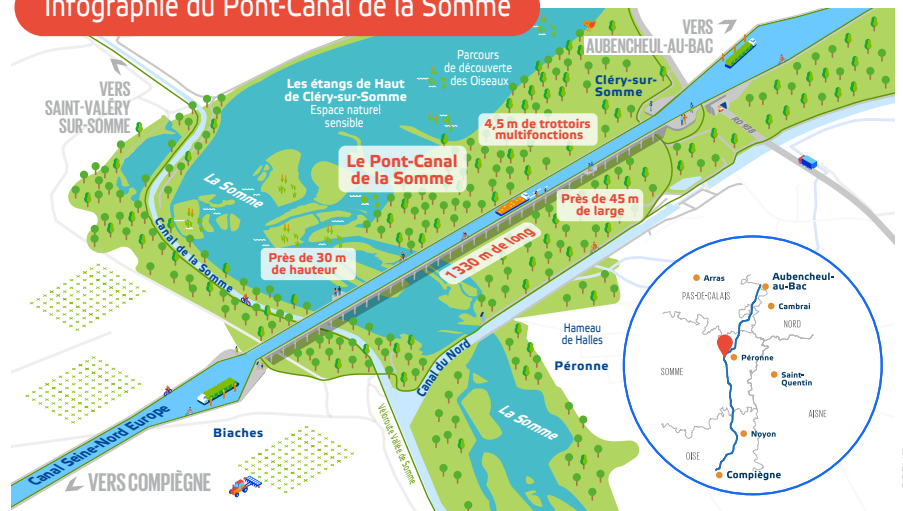 Infographie du Pont-Canal de la Somme
VERS
AUBENCHEUL-AU-BAC
VERS
SAINT-VALÉRY
SUR-SOMME
Parcours
de découverte
des Oiseaux
Les étangs de Haut
de Cléry-sur-Somme
Espace naturel
sensible
Cléry-sur-
Somme
4,5 m de trottoirs
multifonctions
RD 938
Le Pont-Canal
de la Somme
La Somme
Près de 45 m
de large
Canal de la Somme
Près de 30 m
de hauteur
1 330 m de long
Hameau
de Halles
Péronne
Canal du Nord
La Somme
Canal Seine-Nord Europe
Biaches
VERS COMPIÈGNE
Arras
Aubencheul-
au-Bac
PAS-DE-CALAIS
Cambrai
NORD
Péronne
SOMME
Saint-
Quentin
AISNE
Noyon
OISE
Compiègne